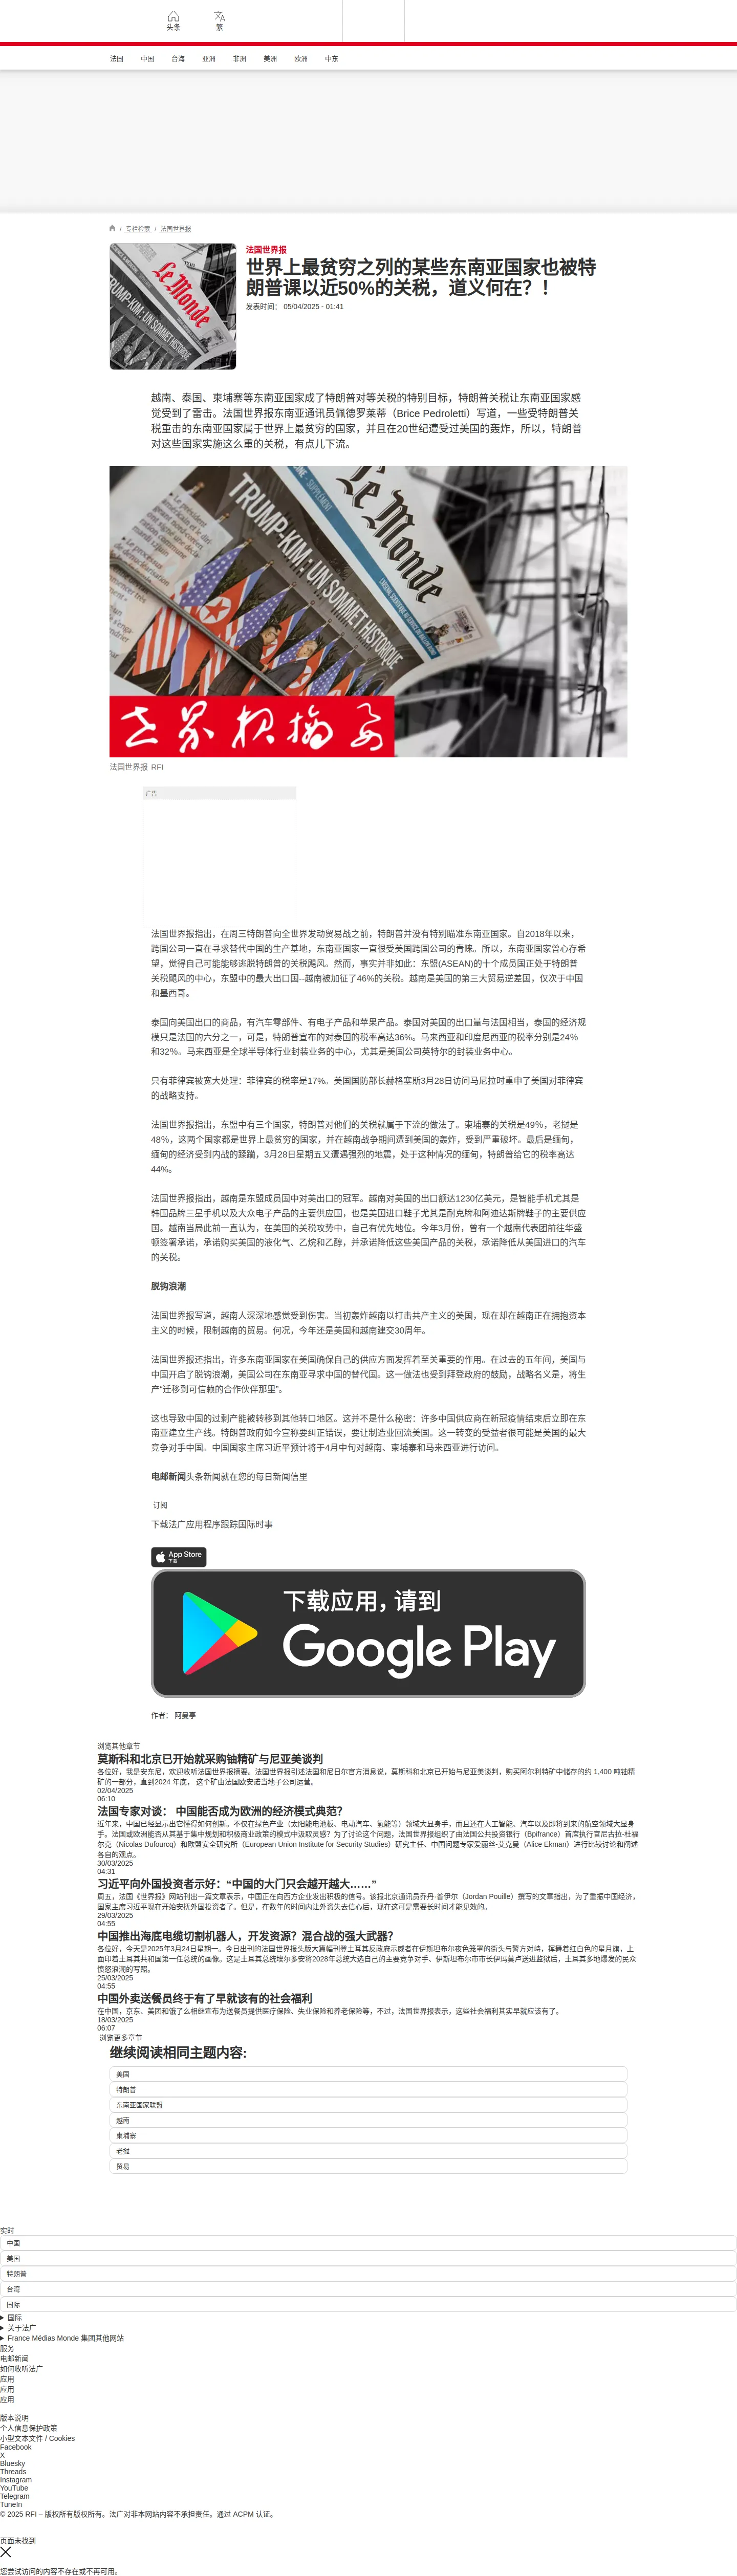 头条
繁
法国
中国
台海
亚洲
非洲
美洲
欧洲
中东
/ 专栏检索 / 法国世界报
法国世界报
世界上最贫穷之列的某些东南亚国家也被特
朗普课以近50%的关税，道义何在？！
发表时间： 05/04/2025 - 01:41
越南、泰国、柬埔寨等东南亚国家成了特朗普对等关税的特别目标，特朗普关税让东南亚国家感
觉受到了雷击。法国世界报东南亚通讯员佩德罗莱蒂（Brice Pedroletti）写道，一些受特朗普关
税重击的东南亚国家属于世界上最贫穷的国家，并且在20世纪遭受过美国的轰炸，所以，特朗普
对这些国家实施这么重的关税，有点儿下流。
Le Monde
TRUMP-KIM : UN SOMMET HISTORIQUE
世界报摘要
法国世界报 RFI
广告
法国世界报指出，在周三特朗普向全世界发动贸易战之前，特朗普并没有特别瞄准东南亚国家。自2018年以来，
跨国公司一直在寻求替代中国的生产基地，东南亚国家一直很受美国跨国公司的青睐。所以，东南亚国家曾心存希
望，觉得自己可能能够逃脱特朗普的关税飓风。然而，事实并非如此：东盟(ASEAN)的十个成员国正处于特朗普
关税飓风的中心，东盟中的最大出口国--越南被加征了46%的关税。越南是美国的第三大贸易逆差国，仅次于中国
和墨西哥。
泰国向美国出口的商品，有汽车零部件、有电子产品和苹果产品。泰国对美国的出口量与法国相当，泰国的经济规
模只是法国的六分之一，可是，特朗普宣布的对泰国的税率高达36%。马来西亚和印度尼西亚的税率分别是24%
和32%。马来西亚是全球半导体行业封装业务的中心，尤其是美国公司英特尔的封装业务中心。
只有菲律宾被宽大处理：菲律宾的税率是17%。美国国防部长赫格塞斯3月28日访问马尼拉时重申了美国对菲律宾
的战略支持。
法国世界报指出，东盟中有三个国家，特朗普对他们的关税就属于下流的做法了。柬埔寨的关税是49%，老挝是
48%，这两个国家都是世界上最贫穷的国家，并在越南战争期间遭到美国的轰炸，受到严重破坏。最后是缅甸，
缅甸的经济受到内战的蹂躏，3月28日星期五又遭遇强烈的地震，处于这种情况的缅甸，特朗普给它的税率高达
44%。
法国世界报指出，越南是东盟成员国中对美出口的冠军。越南对美国的出口额达1230亿美元，是智能手机尤其是
韩国品牌三星手机以及大众电子产品的主要供应国，也是美国进口鞋子尤其是耐克牌和阿迪达斯牌鞋子的主要供应
国。越南当局此前一直认为，在美国的关税攻势中，自己有优先地位。今年3月份，曾有一个越南代表团前往华盛
顿签署承诺，承诺购买美国的液化气、乙烷和乙醇，并承诺降低这些美国产品的关税，承诺降低从美国进口的汽车
的关税。
脱钩浪潮
法国世界报写道，越南人深深地感觉受到伤害。当初轰炸越南以打击共产主义的美国，现在却在越南正在拥抱资本
主义的时候，限制越南的贸易。何况，今年还是美国和越南建交30周年。
法国世界报还指出，许多东南亚国家在美国确保自己的供应方面发挥着至关重要的作用。在过去的五年间，美国与
中国开启了脱钩浪潮，美国公司在东南亚寻求中国的替代国。这一做法也受到拜登政府的鼓励，战略名义是，将生
产“迁移到可信赖的合作伙伴那里”。
这也导致中国的过剩产能被转移到其他转口地区。这并不是什么秘密：许多中国供应商在新冠疫情结束后立即在东
南亚建立生产线。特朗普政府如今宣称要纠正错误，要让制造业回流美国。这一转变的受益者很可能是美国的最大
竞争对手中国。中国国家主席习近平预计将于4月中旬对越南、柬埔寨和马来西亚进行访问。
电邮新闻头条新闻就在您的每日新闻信里
订阅
下载法广应用程序跟踪国际时事
App Store
下载
下载应用，请到
Google Play
作者： 阿曼亭
浏览其他章节
莫斯科和北京已开始就采购铀精矿与尼亚美谈判
各位好，我是安东尼，欢迎收听法国世界报摘要。法国世界报引述法国和尼日尔官方消息说，莫斯科和北京已开始与尼亚美谈判，购买阿尔利特矿中储存的约 1,400 吨铀精
矿的一部分，直到2024 年底， 这个矿由法国欧安诺当地子公司运营。
02/04/2025
06:10
法国专家对谈： 中国能否成为欧洲的经济模式典范？
近年来，中国已经显示出它懂得如何创新。不仅在绿色产业（太阳能电池板、电动汽车、氢能等）领域大显身手，而且还在人工智能、汽车以及即将到来的航空领域大显身
手。法国或欧洲能否从其基于集中规划和积极商业政策的模式中汲取灵感？为了讨论这个问题，法国世界报组织了由法国公共投资银行（Bpifrance）首席执行官尼古拉-杜福
尔克（Nicolas Dufourcq）和欧盟安全研究所（European Union Institute for Security Studies）研究主任、中国问题专家爱丽丝-艾克曼（Alice Ekman）进行比较讨论和阐述
各自的观点。
30/03/2025
04:31
习近平向外国投资者示好：“中国的大门只会越开越大……”
周五，法国《世界报》网站刊出一篇文章表示，中国正在向西方企业发出积极的信号。该报北京通讯员乔丹·普伊尔（Jordan Pouille）撰写的文章指出，为了重振中国经济，
国家主席习近平现在开始安抚外国投资者了。但是，在数年的时间内让外资失去信心后，现在这可是需要长时间才能见效的。
29/03/2025
04:55
中国推出海底电缆切割机器人，开发资源？混合战的强大武器？
各位好，今天是2025年3月24日星期一。今日出刊的法国世界报头版大篇幅刊登土耳其反政府示威者在伊斯坦布尔夜色笼罩的街头与警方对峙，挥舞着红白色的星月旗，上
面印着土耳其共和国第一任总统的画像。这是土耳其总统埃尔多安将2028年总统大选自己的主要竞争对手、伊斯坦布尔市市长伊玛莫卢送进监狱后，土耳其多地爆发的民众
愤怒浪潮的写照。
25/03/2025
04:55
中国外卖送餐员终于有了早就该有的社会福利
在中国，京东、美团和饿了么相继宣布为送餐员提供医疗保险、失业保险和养老保险等，不过，法国世界报表示，这些社会福利其实早就应该有了。
18/03/2025
06:07
浏览更多章节
继续阅读相同主题内容:
美国
特朗普
东南亚国家联盟
越南
柬埔寨
老挝
贸易
实时
中国
美国
特朗普
台湾
国际
国际
关于法广
France Médias Monde 集团其他网站
服务
电邮新闻
如何收听法广
应用
应用
应用
版本说明
个人信息保护政策
小型文本文件 / Cookies
Facebook
X
Bluesky
Threads
Instagram
YouTube
Telegram
TuneIn
© 2025 RFI – 版权所有版权所有。法广对非本网站内容不承担责任。通过 ACPM 认证。
页面未找到
您尝试访问的内容不存在或不再可用。